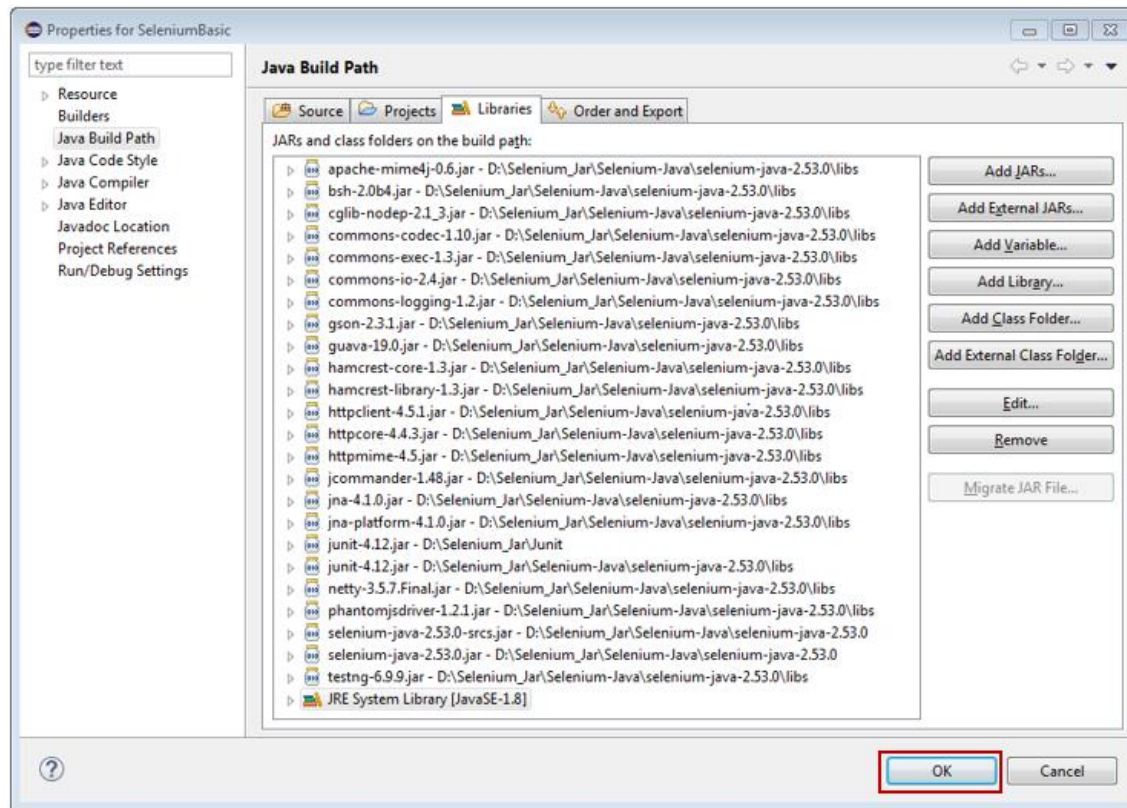 Properties for SeleniumBasic
type filter text
Resource
Builders
Java Build Path
Java Code Style
Java Compiler
Java Editor
Javadoc Location
Project References
Run/Debug Settings
Java Build Path
Source Projects Libraries Order and Export
JARs and class folders on the build path:
apache-mime4j-0.6.jar - D:\Selenium_Jar\Selenium-Java\selenium-java-2.53.0\libs
bsh-2.0b4.jar - D:\Selenium_Jar\Selenium-Java\selenium-java-2.53.0\libs
cglib-nodep-2.1_3.jar - D:\Selenium_Jar\Selenium-Java\selenium-java-2.53.0\libs
commons-codec-1.10.jar - D:\Selenium_Jar\Selenium-Java\selenium-java-2.53.0\libs
commons-exec-1.3.jar - D:\Selenium_Jar\Selenium-Java\selenium-java-2.53.0\libs
commons-io-2.4.jar - D:\Selenium_Jar\Selenium-Java\selenium-java-2.53.0\libs
commons-logging-1.2.jar - D:\Selenium_Jar\Selenium-Java\selenium-java-2.53.0\libs
gson-2.3.1.jar - D:\Selenium_Jar\Selenium-Java\selenium-java-2.53.0\libs
guava-19.0.jar - D:\Selenium_Jar\Selenium-Java\selenium-java-2.53.0\libs
hamcrest-core-1.3.jar - D:\Selenium_Jar\Selenium-Java\selenium-java-2.53.0\libs
hamcrest-library-1.3.jar - D:\Selenium_Jar\Selenium-Java\selenium-java-2.53.0\libs
httpclient-4.5.1.jar - D:\Selenium_Jar\Selenium-Java\selenium-java-2.53.0\libs
httpcore-4.4.3.jar - D:\Selenium_Jar\Selenium-Java\selenium-java-2.53.0\libs
httpmime-4.5.jar - D:\Selenium_Jar\Selenium-Java\selenium-java-2.53.0\libs
jcommander-1.48.jar - D:\Selenium_Jar\Selenium-Java\selenium-java-2.53.0\libs
jna-4.1.0.jar - D:\Selenium_Jar\Selenium-Java\selenium-java-2.53.0\libs
jna-platform-4.1.0.jar - D:\Selenium_Jar\Selenium-Java\selenium-java-2.53.0\libs
junit-4.12.jar - D:\Selenium_Jar\Junit
junit-4.12.jar - D:\Selenium_Jar\Selenium-Java\selenium-java-2.53.0\libs
netty-3.5.7.Final.jar - D:\Selenium_Jar\Selenium-Java\selenium-java-2.53.0\libs
phantomjsdriver-1.2.1.jar - D:\Selenium_Jar\Selenium-Java\selenium-java-2.53.0\libs
selenium-java-2.53.0-srcs.jar - D:\Selenium_Jar\Selenium-Java\selenium-java-2.53.0
selenium-java-2.53.0.jar - D:\Selenium_Jar\Selenium-Java\selenium-java-2.53.0
testng-6.9.9.jar - D:\Selenium_Jar\Selenium-Java\selenium-java-2.53.0\libs
JRE System Library [JavaSE-1.8]
Add JARs...
Add External JARs...
Add Variable...
Add Library...
Add Class Folder...
Add External Class Folder...
Edit...
Remove
Migrate JAR File...
OK Cancel